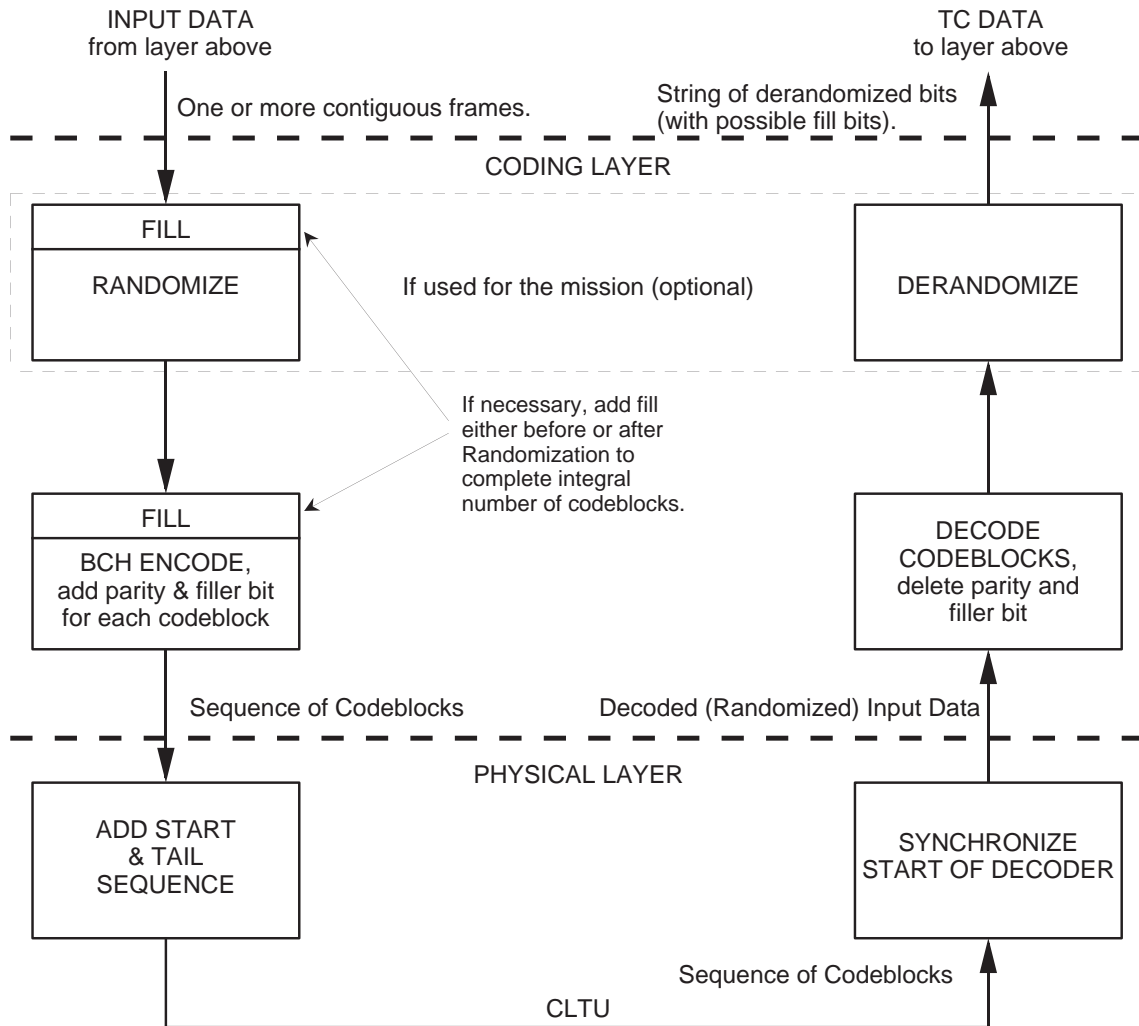 INPUT DATA
from layer above
TC DATA
to layer above
One or more contiguous frames.
String of derandomized bits
(with possible fill bits).
CODING LAYER
FILL
RANDOMIZE
If used for the mission (optional)
DERANDOMIZE
If necessary, add fill
either before or after
Randomization to
complete integral
number of codeblocks.
FILL
BCH ENCODE,
add parity & filler bit
for each codeblock
DECODE
CODEBLOCKS,
delete parity and
filler bit
Sequence of Codeblocks
Decoded (Randomized) Input Data
PHYSICAL LAYER
ADD START
& TAIL
SEQUENCE
SYNCHRONIZE
START OF DECODER
Sequence of Codeblocks
CLTU